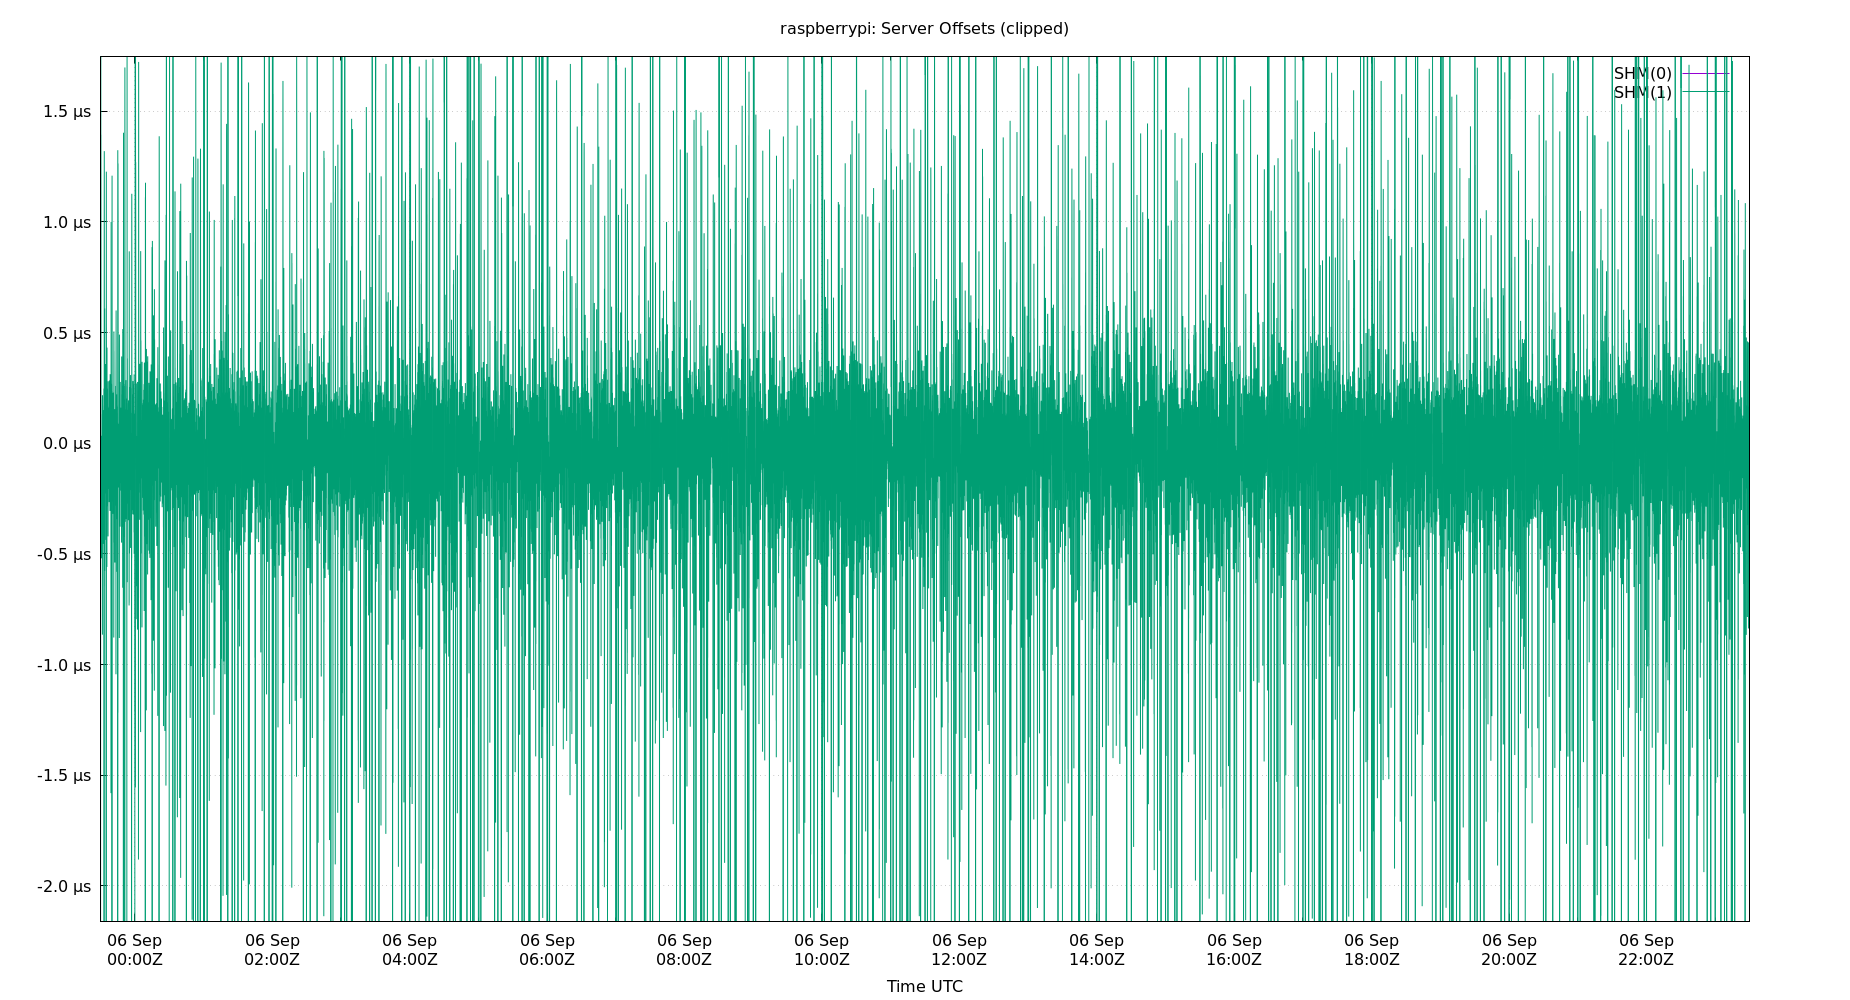 raspberrypi: Server Offsets (clipped)
SHM(0)
SHM(1)
1.5 µs
1.0 µs
0.5 µs
0.0 µs
-0.5 µs
-1.0 µs
-1.5 µs
-2.0 µs
06 Sep 06 Sep 06 Sep 06 Sep 06 Sep 06 Sep 06 Sep 06 Sep 06 Sep 06 Sep 06 Sep 06 Sep
00:00Z 02:00Z 04:00Z 06:00Z 08:00Z 10:00Z 12:00Z 14:00Z 16:00Z 18:00Z 20:00Z 22:00Z
Time UTC